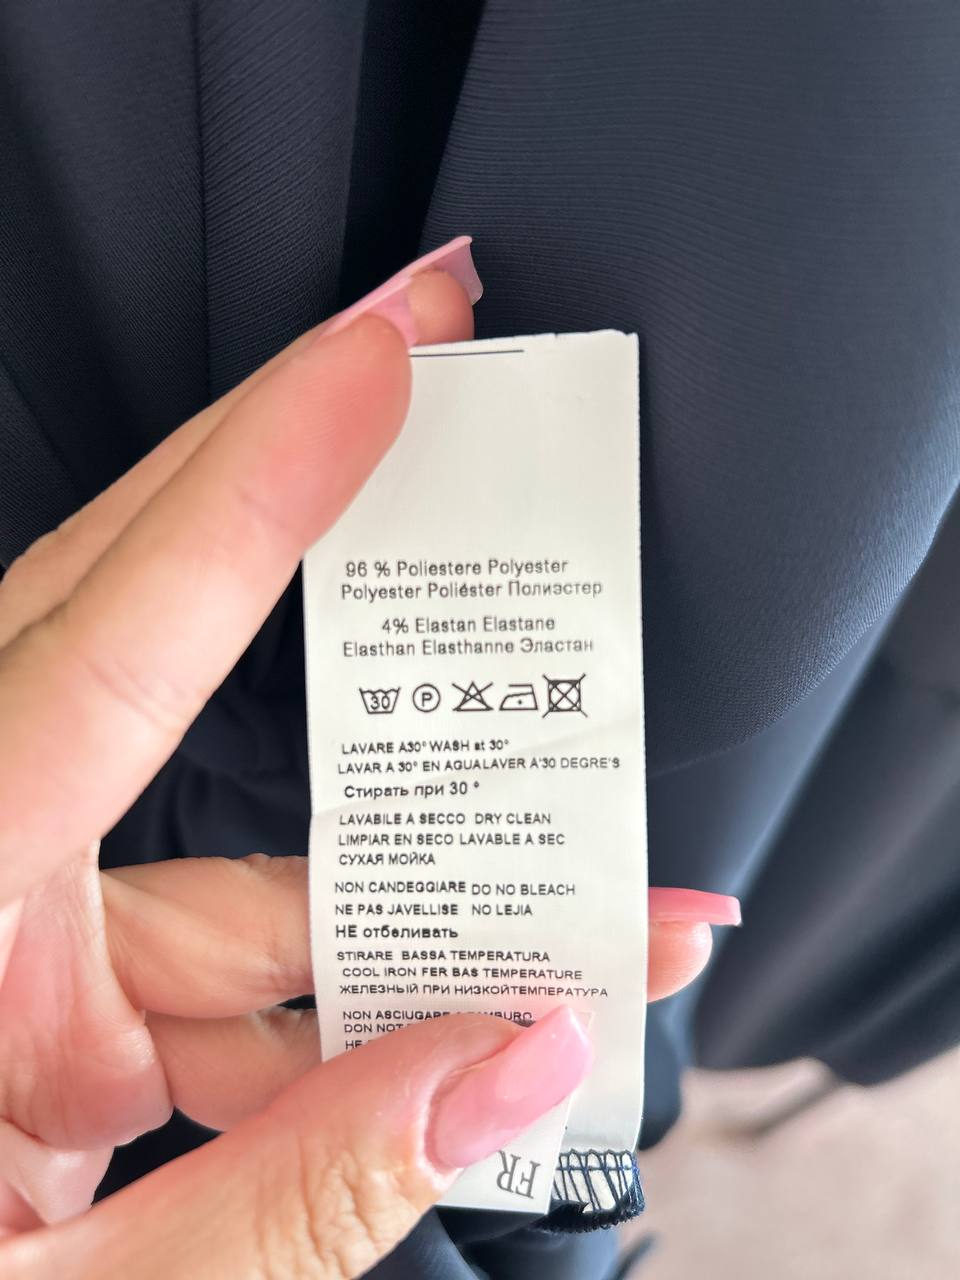 96 % Poliestere Polyester
Polyester Poliéster Полиэстер
4% Elastan Elastane
Elasthan Elasthanne Эластан
30 P
LAVARE A30° WASH at 30°
LAVAR A 30° EN AGUALAVER A'30 DEGRE'S
Стирать при 30 °
LAVABILE A SECCO DRY CLEAN
LIMPIAR EN SECO LAVABLE A SEC
СУХАЯ МОЙКА
NON CANDEGGIARE DO NO BLEACH
NE PAS JAVELLISE NO LEJIA
НЕ отбеливать
STIRARE BASSA TEMPERATURA
COOL IRON FER BAS TEMPERATURE
ЖЕЛЕЗНЫЙ ПРИ НИЗКОЙТЕМПЕРАТУРА
NON ASCIUGARE
DON NOT
НЕ
FR